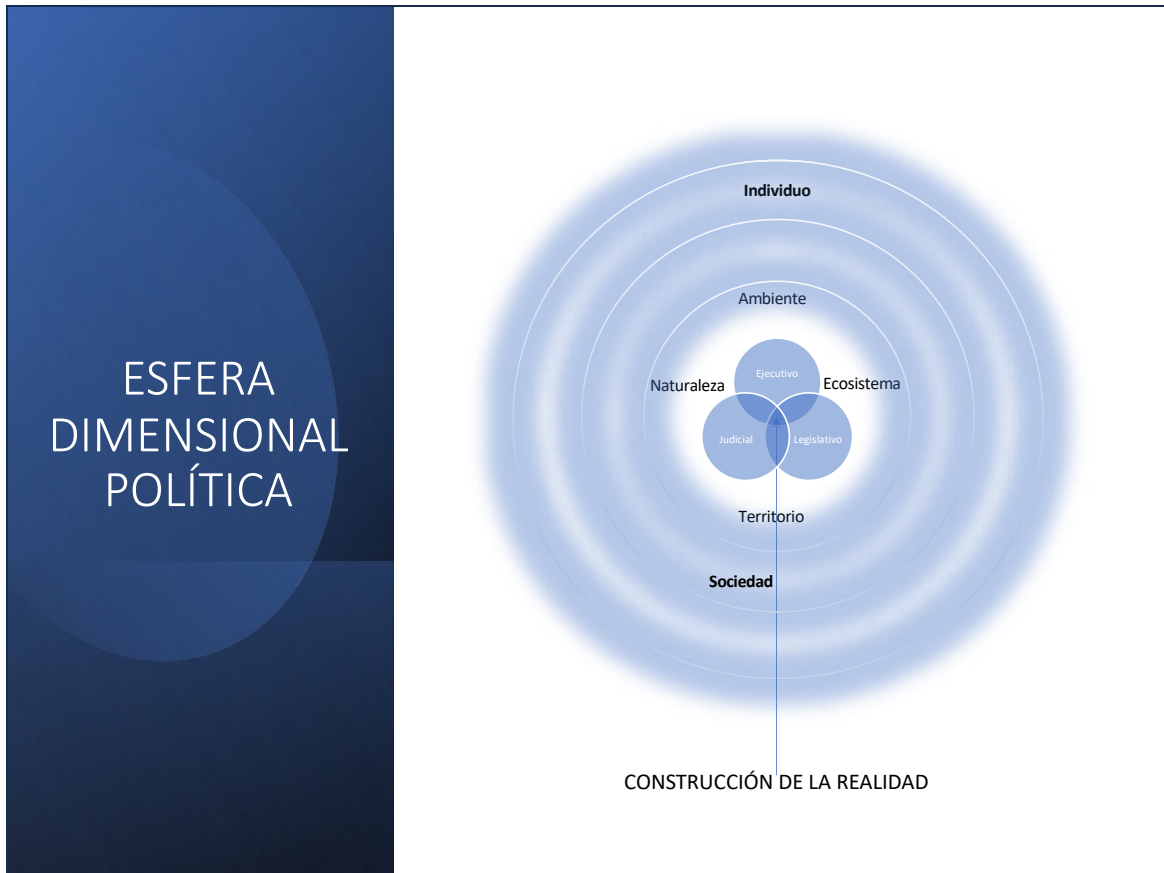 ESFERA
DIMENSIONAL
POLÍTICA
Individuo
Ambiente
Ejecutivo
Naturaleza
Ecosistema
Judicial
Legislativo
Territorio
Sociedad
CONSTRUCCIÓN DE LA REALIDAD